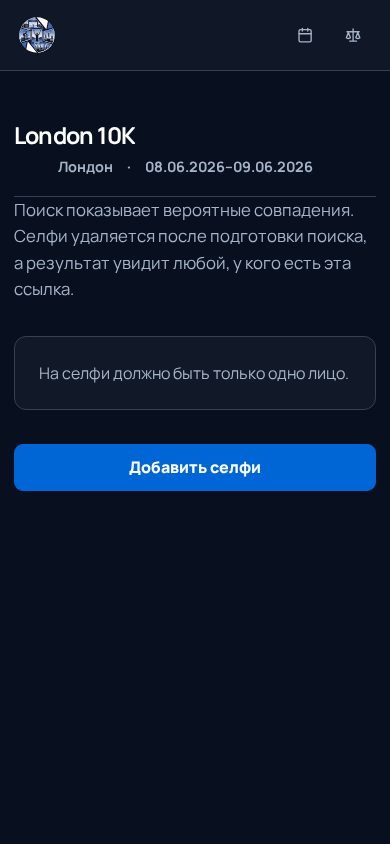 London 10K
Лондон · 08.06.2026–09.06.2026
Поиск показывает вероятные совпадения.
Селфи удаляется после подготовки поиска,
а результат увидит любой, у кого есть эта
ссылка.
На селфи должно быть только одно лицо.
Добавить селфи